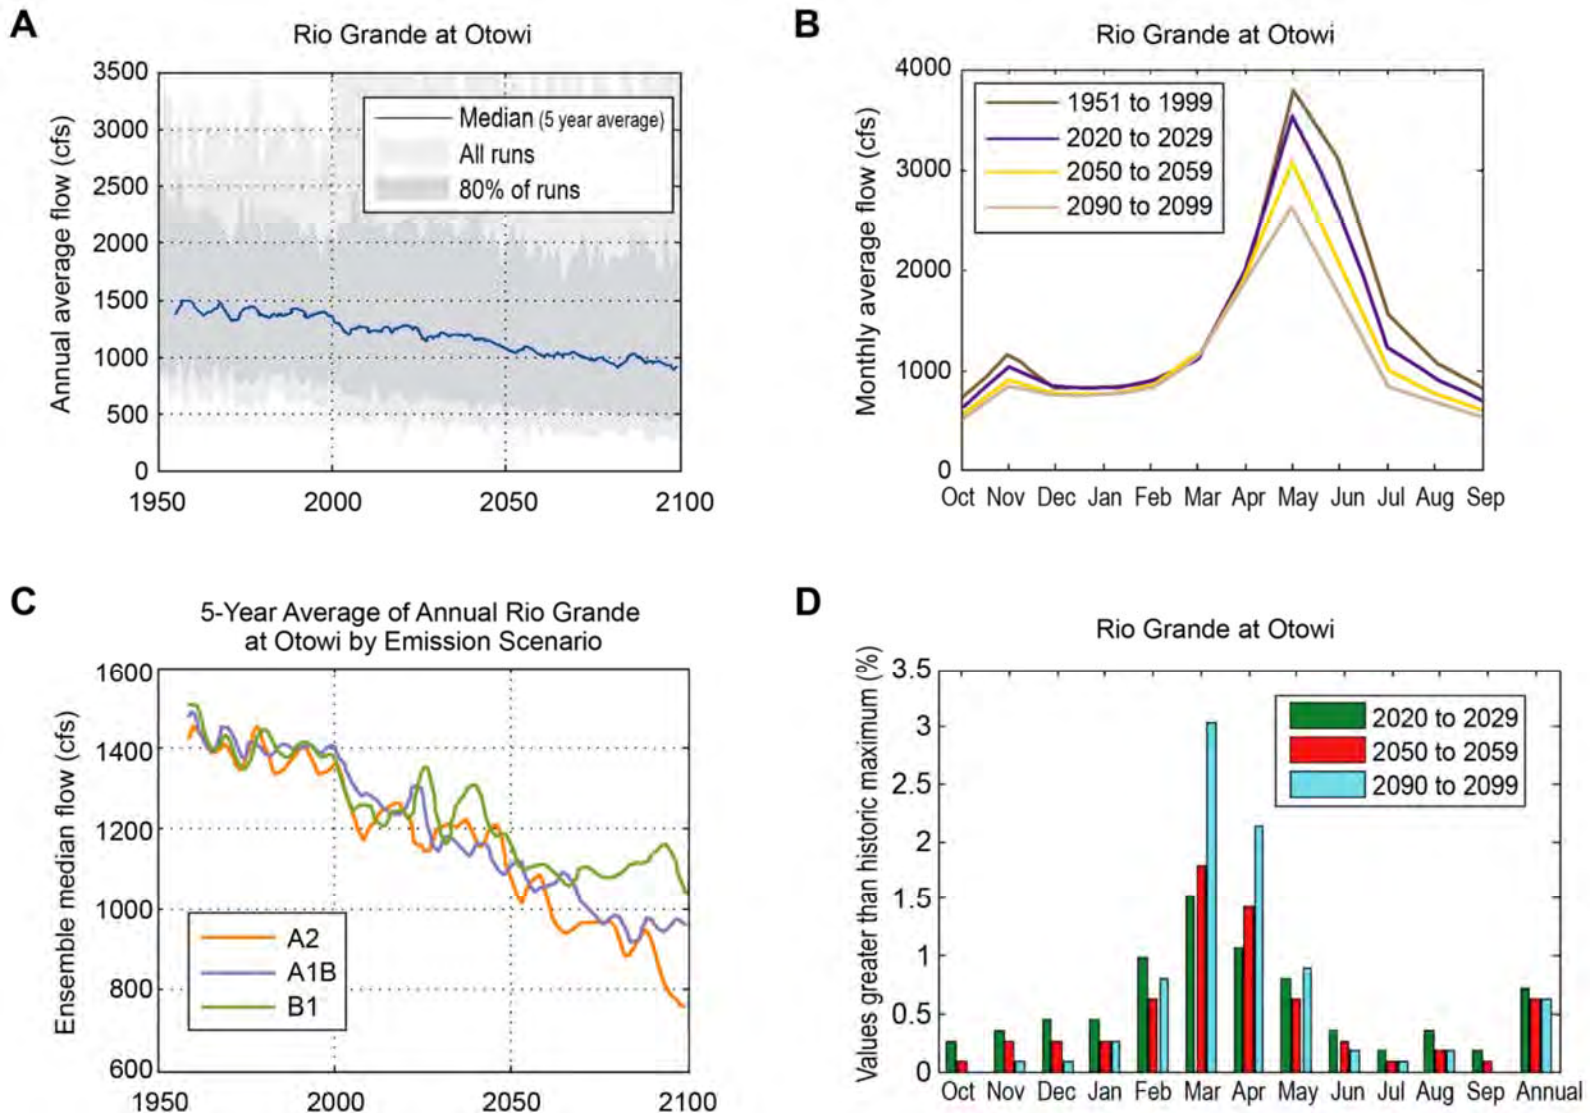 A
Rio Grande at Otowi
Annual average flow (cfs)
3500
3000
2500
2000
1500
1000
500
0
1950
2000
2050
2100
Median (5 year average)
All runs
80% of runs
B
Rio Grande at Otowi
Monthly average flow (cfs)
4000
3000
2000
1000
0
Oct Nov Dec Jan Feb Mar Apr May Jun Jul Aug Sep
1951 to 1999
2020 to 2029
2050 to 2059
2090 to 2099
C
5-Year Average of Annual Rio Grande
at Otowi by Emission Scenario
Ensemble median flow (cfs)
1600
1400
1200
1000
800
600
1950
2000
2050
2100
A2
A1B
B1
D
Rio Grande at Otowi
Values greater than historic maximum (%)
3.5
3
2.5
2
1.5
1
0.5
0
Oct Nov Dec Jan Feb Mar Apr May Jun Jul Aug Sep Annual
2020 to 2029
2050 to 2059
2090 to 2099